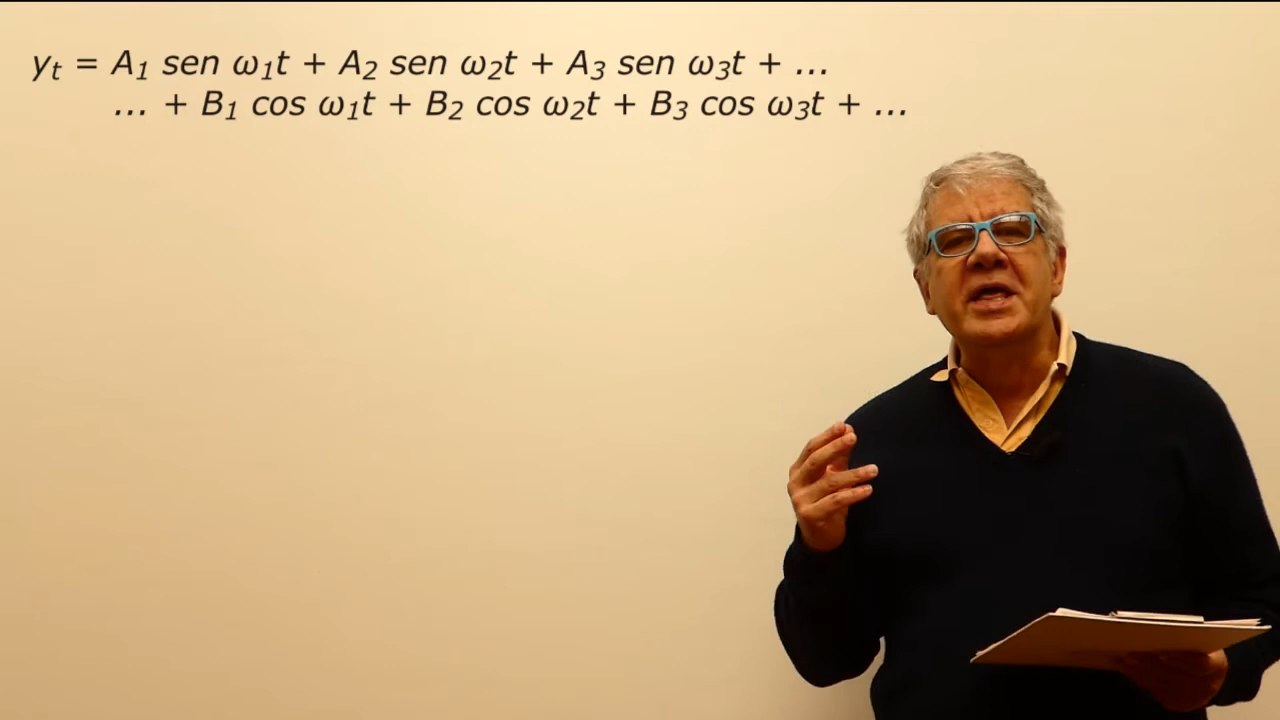 yₜ = A₁ sen ω₁t + A₂ sen ω₂t + A₃ sen ω₃t + ...
... + B₁ cos ω₁t + B₂ cos ω₂t + B₃ cos ω₃t + ...